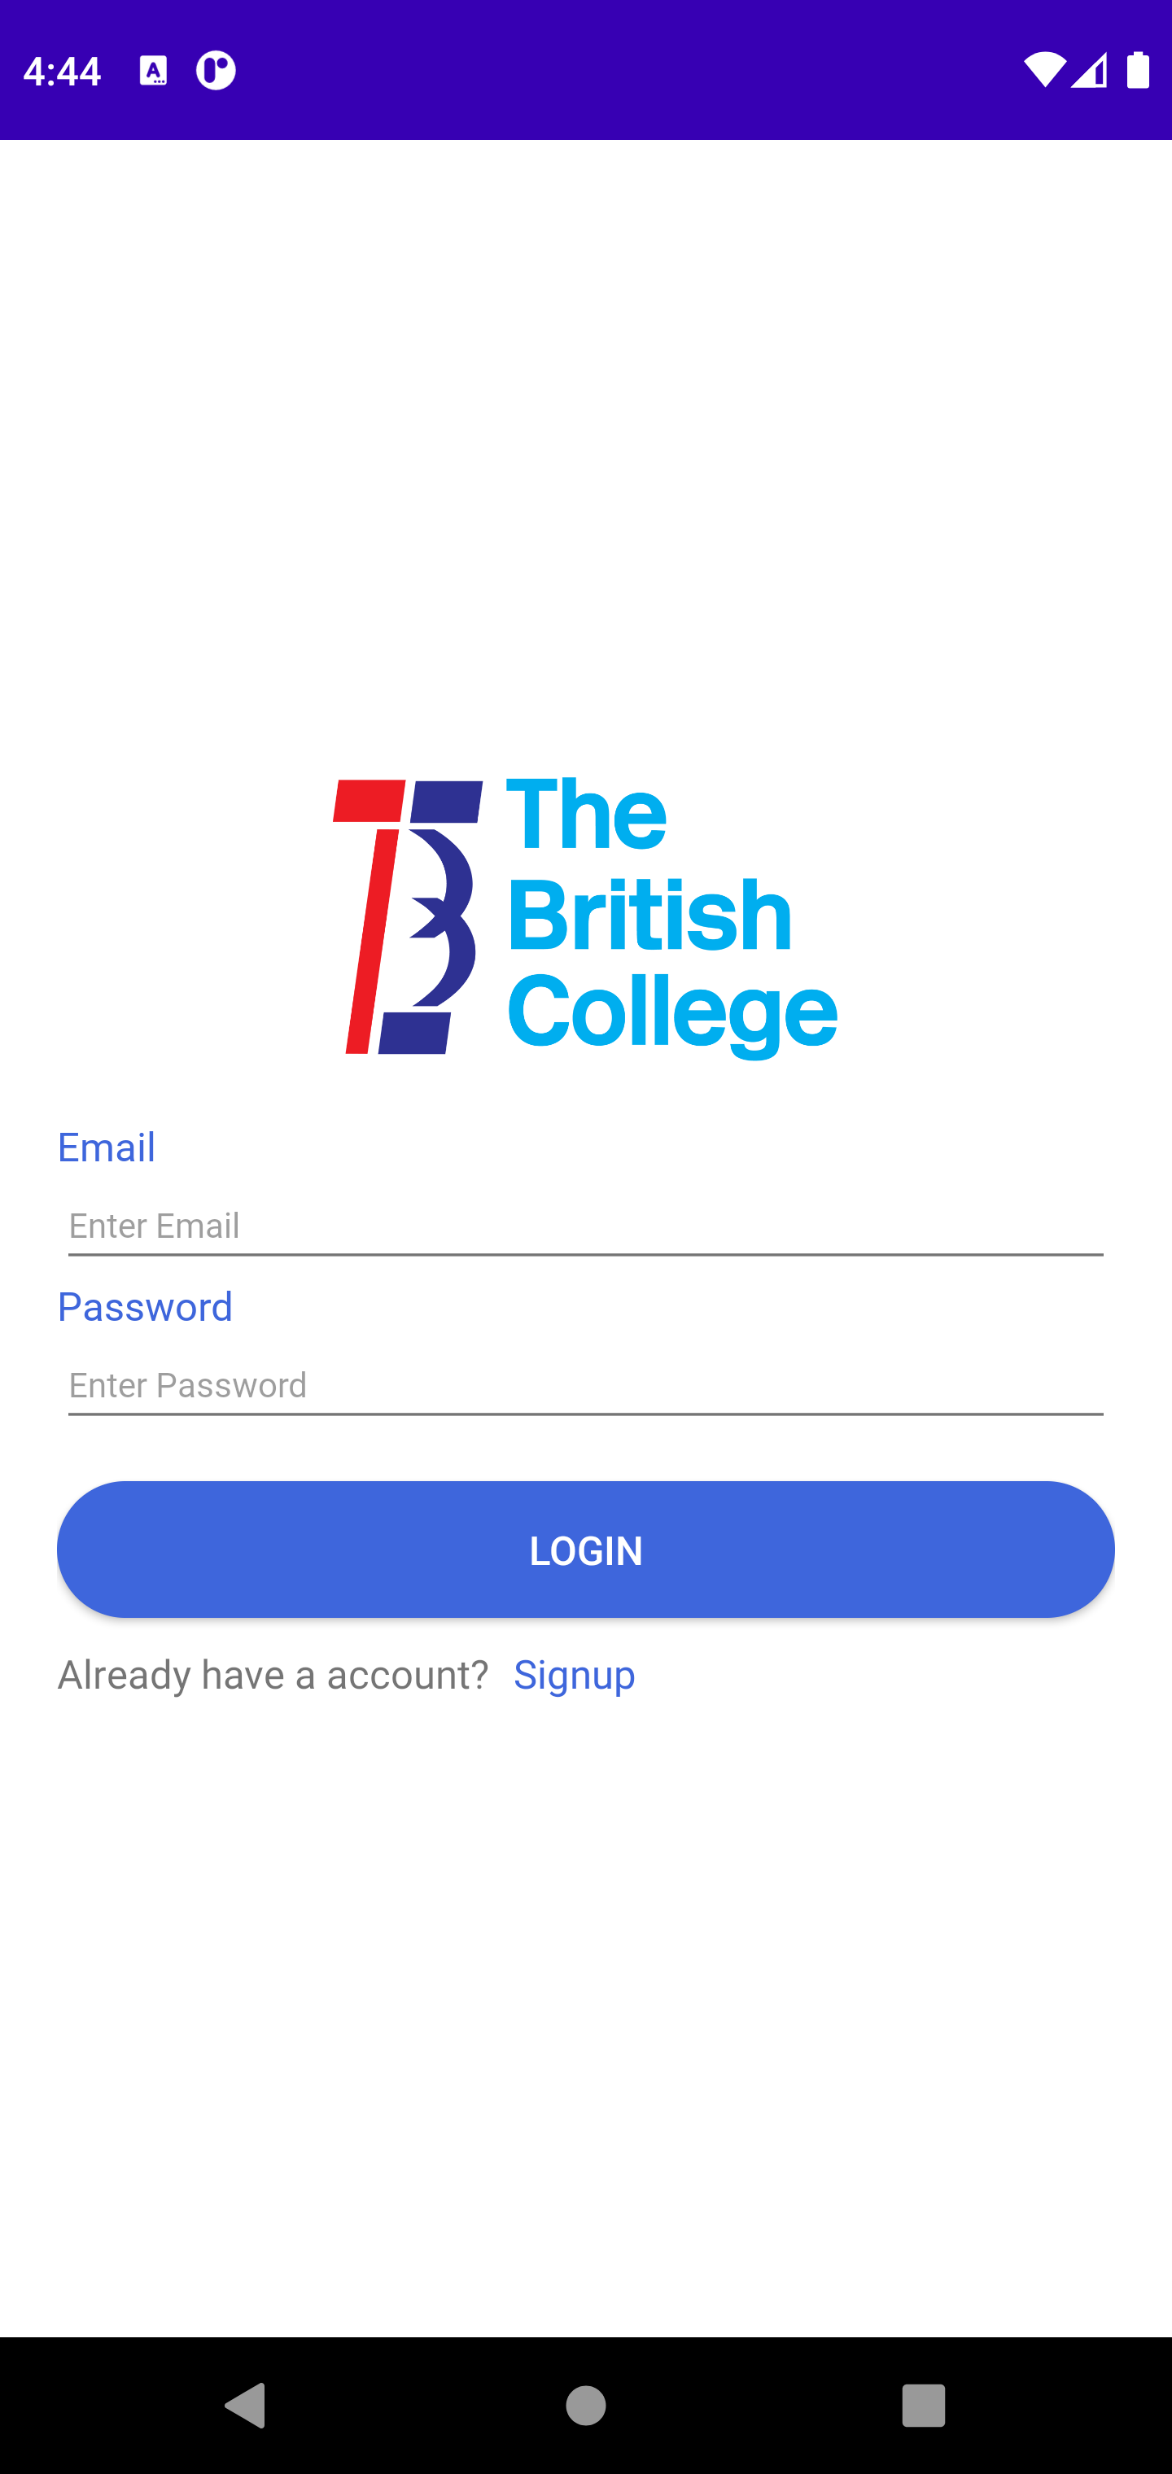 4:44
The
British
College
Email
Enter Email
Password
Enter Password
LOGIN
Already have a account? Signup